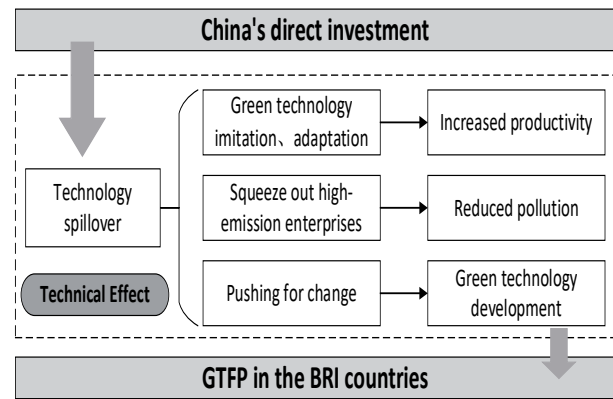 China's direct investment
Green technology
imitation、adaptation
Increased productivity
Technology
spillover
Squeeze out high-
emission enterprises
Reduced pollution
Technical Effect
Pushing for change
Green technology
development
GTFP in the BRI countries